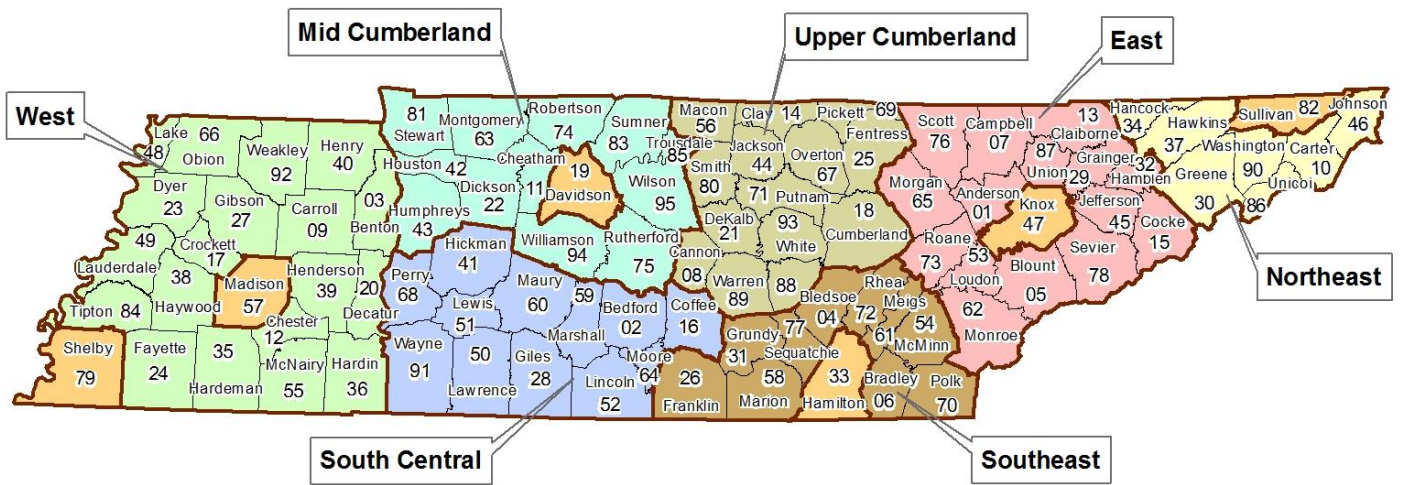 Mid Cumberland
Upper Cumberland
East
West
Lake
48
66
Obion
Weakley
92
Henry
40
Dyer
23
Gibson
27
Carroll
09
03
Benton
49
Lauderdale
Crockett
17
38
Haywood
Madison
57
Henderson
39
20
Decatur
Tipton
84
Chester
12
Shelby
79
Fayette
24
35
Hardeman
McNairy
55
Hardin
36
81
Stewart
Montgomery
63
Robertson
74
Sumner
83
Trousdale
85
Houston
42
Cheatham
11
19
Davidson
Dickson
22
Wilson
95
Humphreys
43
Williamson
94
Rutherford
75
Hickman
41
Perry
68
Lewis
51
Maury
60
59
Marshall
Bedford
02
Coffee
16
Wayne
91
50
Lawrence
Giles
28
Moore
64
Lincoln
52
Macon
56
Clay
14
Pickett
69
Fentress
25
Jackson
44
Overton
67
Smith
80
71
Putnam
DeKalb
21
93
White
18
Cumberland
Cannon
08
Warren
89
88
Bledsoe
04
Rhea
72
Meigs
54
61
McMinn
Grundy
31
77
Sequatchie
26
Franklin
58
Marion
33
Hamilton
Bradley
06
Polk
70
Scott
76
Campbell
07
13
Claiborne
87
Union
Grainger
29
32
Hamblen
Morgan
65
Anderson
01
Knox
47
Jefferson
45
Cocke
15
Roane
73
53
Loudon
Blount
05
Sevier
78
62
Monroe
Hancock
34
Hawkins
37
Sullivan
82
Johnson
46
Washington
90
Carter
10
Greene
30
Unicoi
86
Northeast
South Central
Southeast